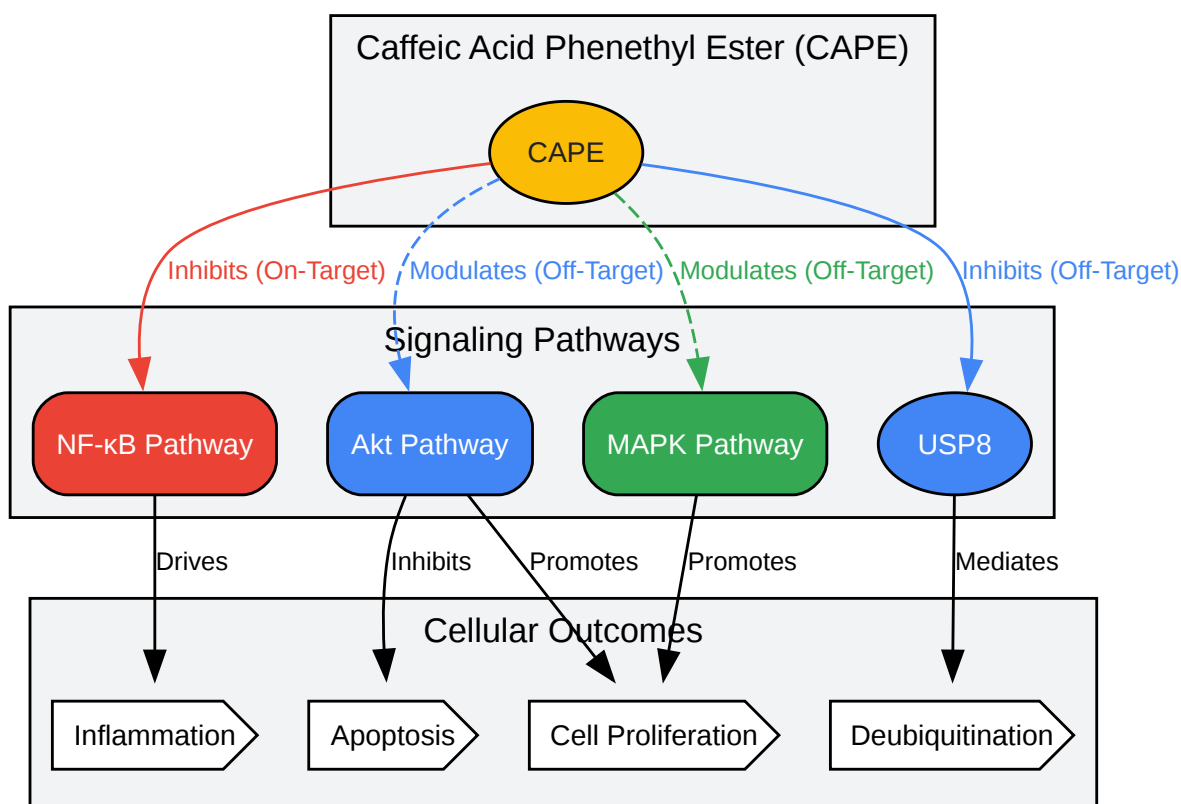 Caffeic Acid Phenethyl Ester (CAPE)
CAPE
Inhibits (On-Target)
Modulates (Off-Target)
Modulates (Off-Target)
Inhibits (Off-Target)
Signaling Pathways
NF-κB Pathway
Akt Pathway
MAPK Pathway
USP8
Drives
Inhibits
Promotes
Promotes
Mediates
Cellular Outcomes
Inflammation
Apoptosis
Cell Proliferation
Deubiquitination